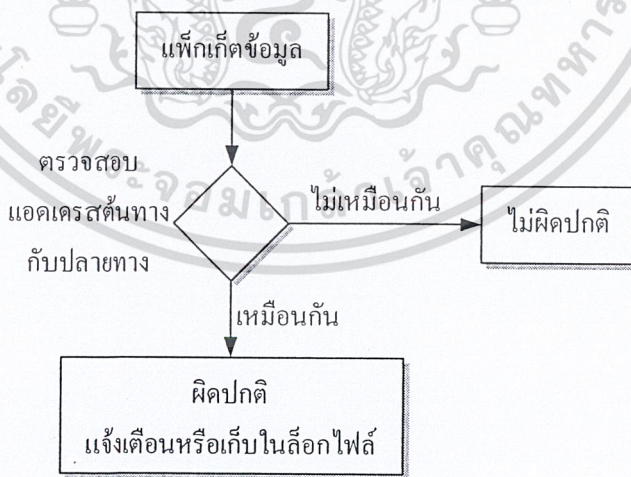 แพ็กเก็ตข้อมูล
ตรวจสอบ
แอดเดรสต้นทาง
กับปลายทาง
ไม่เหมือนกัน
ไม่ผิดปกติ
เหมือนกัน
ผิดปกติ
แจ้งเตือนหรือเก็บในล็อกไฟล์